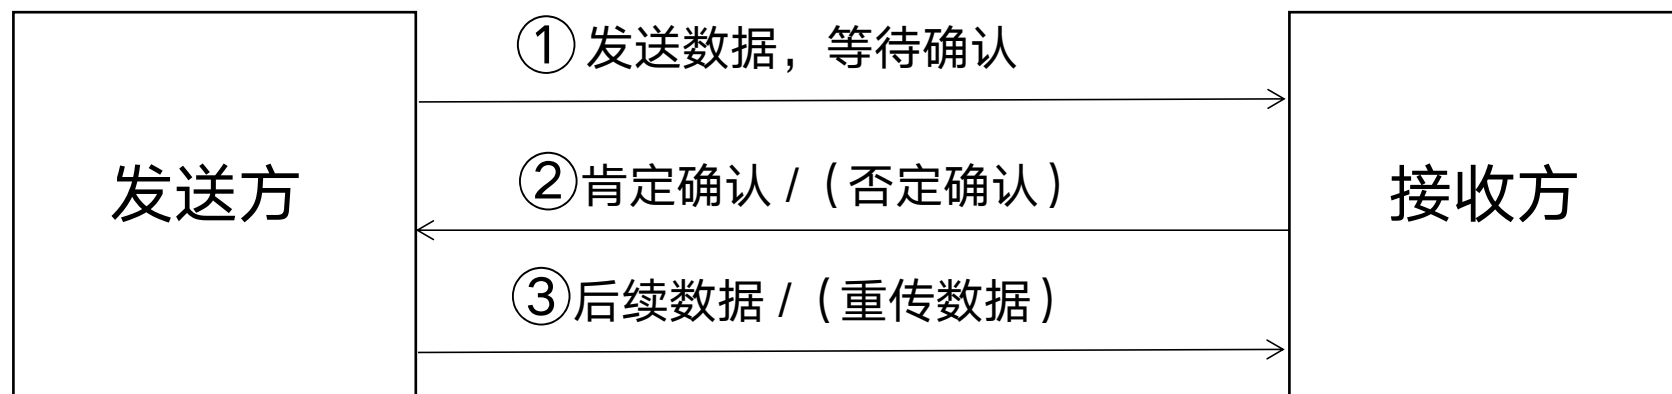 ①发送数据，等待确认
发送方
②肯定确认 /（否定确认）
接收方
③后续数据 /（重传数据）